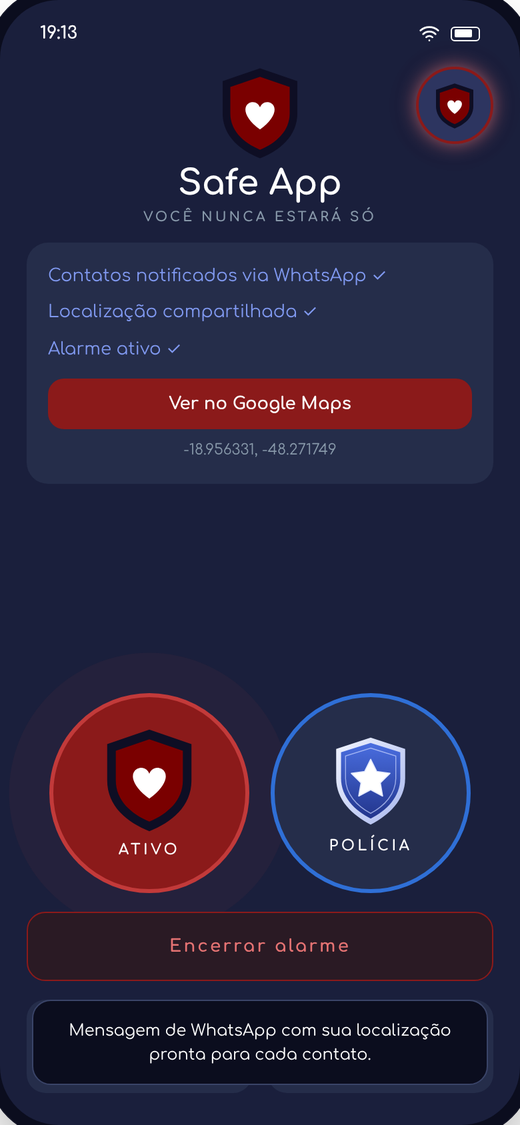 19:13
Safe App
VOCÊ NUNCA ESTARÁ SÓ
Contatos notificados via WhatsApp ✓
Localização compartilhada ✓
Alarme ativo ✓
Ver no Google Maps
-18.956331, -48.271749
ATIVO
POLÍCIA
Encerrar alarme
Mensagem de WhatsApp com sua localização
pronta para cada contato.